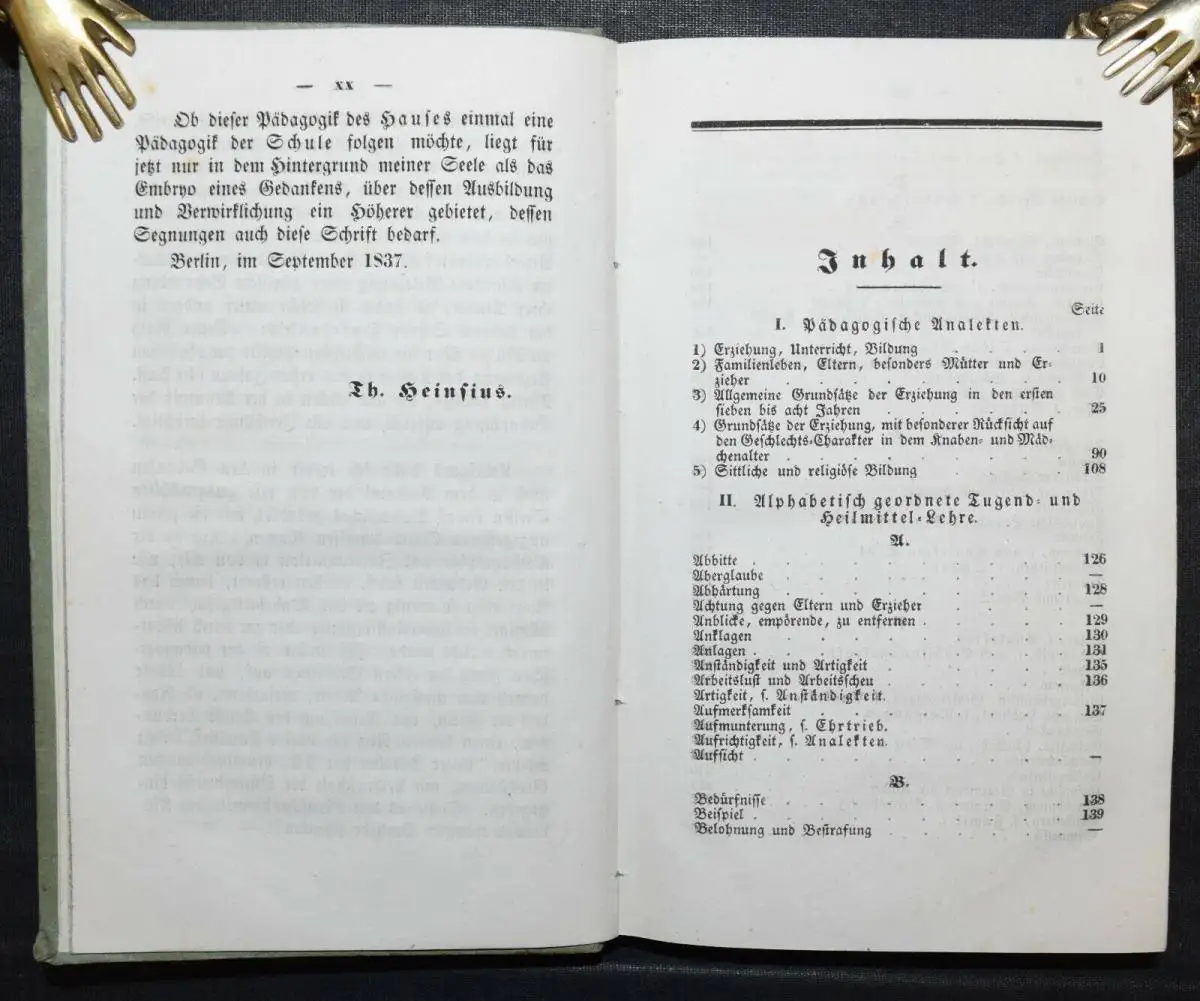 — XX —
Ob dieser Pädagogik des Hauses einmal eine
Pädagogik der Schule folgen möchte, liegt für
jetzt nur in dem Hintergrund meiner Seele als das
Embryo eines Gedankens, über dessen Ausbildung
und Verwirklichung ein Höherer gebietet, dessen
Segnungen auch diese Schrift bedarf.
Berlin, im September 1837.
Th. Heinsius.
Inhalt.
Seite
I. Pädagogische Analekten.
1) Erziehung, Unterricht, Bildung . . . . 1
2) Familienleben, Eltern, besonders Mütter und Er-
zieher . . . . . . . . . 10
3) Allgemeine Grundsätze der Erziehung in den ersten
sieben bis acht Jahren . . . . . . 25
4) Grundsätze der Erziehung, mit besonderer Rücksicht auf
den Geschlechts-Charakter in dem Knaben- und Mäd-
chenalter . . . . . . . . 90
5) Sittliche und religiöse Bildung . . . . 108
II. Alphabetisch geordnete Tugend- und
Heilmittel-Lehre.
A.
Abbitte . . . . . . . . . 126
Aberglaube . . . . . . . . —
Abhärtung . . . . . . . . 128
Achtung gegen Eltern und Erzieher . . . . —
Anblicke, empörende, zu entfernen . . . . . 129
Anklagen . . . . . . . . 130
Anlagen . . . . . . . . . 131
Anständigkeit und Artigkeit . . . . . 135
Arbeitslust und Arbeitsscheu . . . . . 136
Artigkeit, s. Anständigkeit.
Aufmerksamkeit . . . . . . . 137
Aufmunterung, s. Ehrtrieb.
Aufrichtigkeit, s. Analekten.
Aufsicht . . . . . . . . . —
B.
Bedürfnisse . . . . . . . . 138
Beispiel . . . . . . . . . 139
Belohnung und Bestrafung . . . . . —